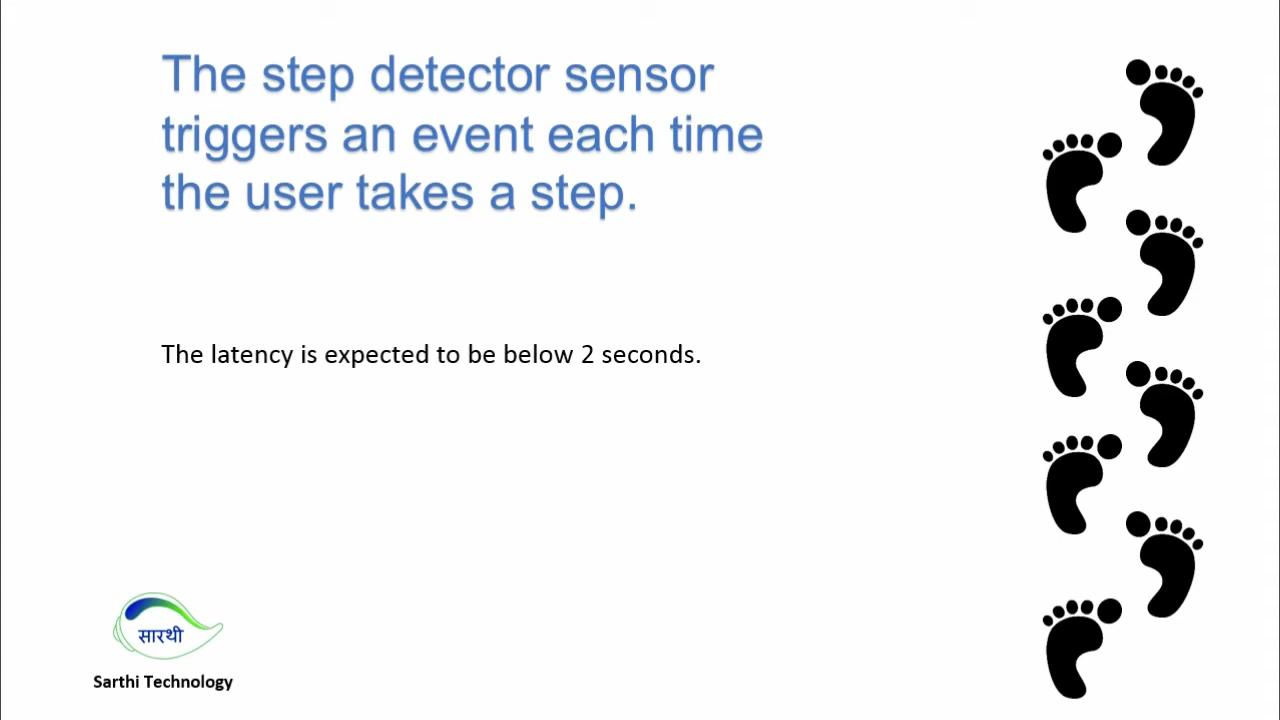 The step detector sensor
triggers an event each time
the user takes a step.
The latency is expected to be below 2 seconds.
सारथी
Sarthi Technology